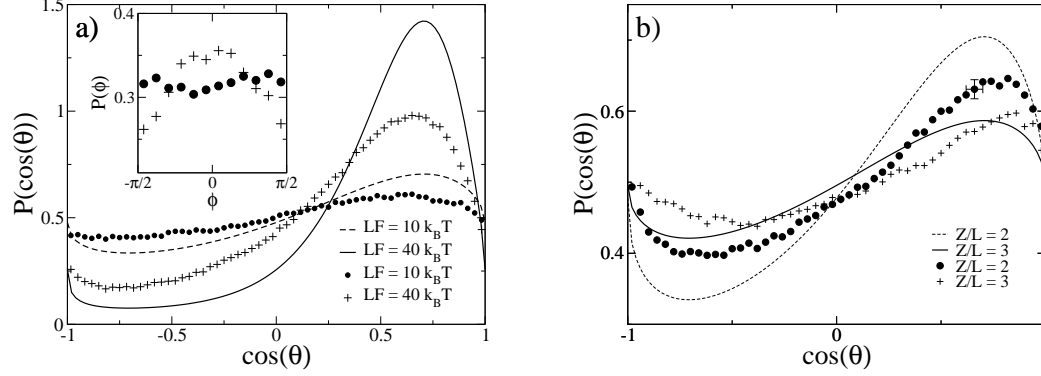 a)
0.4
0.3
P(ϕ)
-π/2
0
π/2
ϕ
1.5
1
0.5
0
P(cos(θ))
-1
-0.5
0
0.5
1
cos(θ)
LF = 10 k_BT
LF = 40 k_BT
LF = 10 k_BT
LF = 40 k_BT
b)
0.6
0.4
P(cos(θ))
-1
0
cos(θ)
Z/L = 2
Z/L = 3
Z/L = 2
Z/L = 3